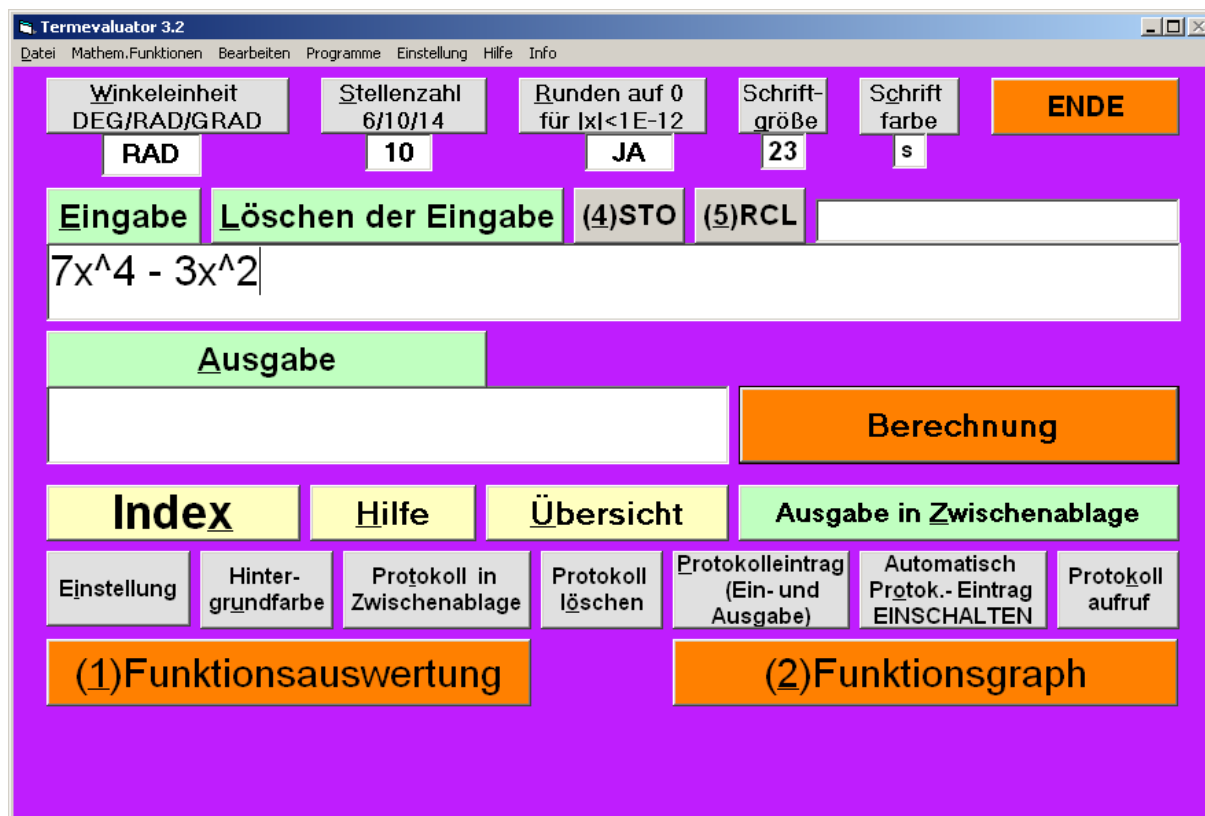 Termevaluator 3.2
Datei Mathem.Funktionen Bearbeiten Programme Einstellung Hilfe Info
Winkeleinheit
DEG/RAD/GRAD
RAD
Stellenzahl
6/10/14
10
Runden auf 0
für |x|<1E-12
JA
Schrift-
größe
23
Schrift
farbe
s
ENDE
Eingabe
Löschen der Eingabe
(4)STO
(5)RCL
7x^4 - 3x^2
Ausgabe
Berechnung
Index
Hilfe
Übersicht
Ausgabe in Zwischenablage
Einstellung
Hinter-
grundfarbe
Protokoll in
Zwischenablage
Protokoll
löschen
Protokolleintrag
(Ein- und
Ausgabe)
Automatisch
Protok.- Eintrag
EINSCHALTEN
Protokoll
aufruf
(1)Funktionsauswertung
(2)Funktionsgraph